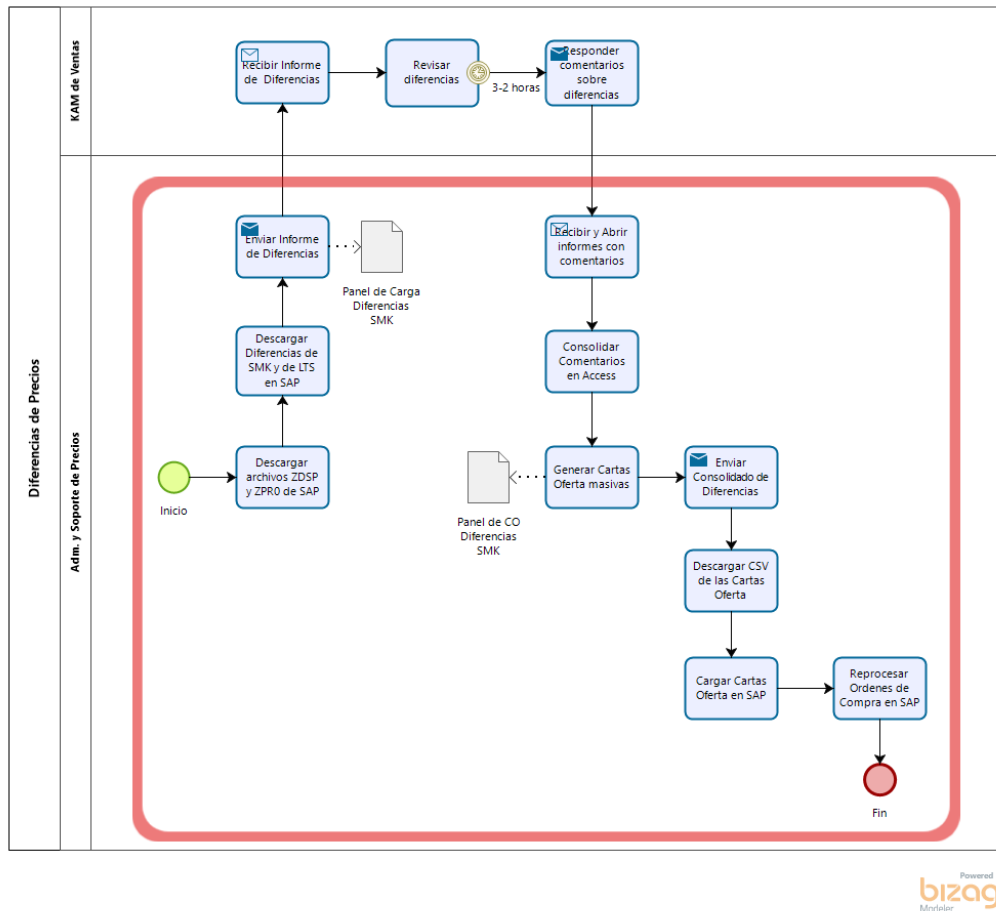 Diferencias de Precios
KAM de Ventas
Recibir Informe
de Diferencias
Revisar
diferencias
3-2 horas
Responder
comentarios
sobre
diferencias
Adm. y Soporte de Precios
Enviar Informe
de Diferencias
Panel de Carga
Diferencias
SMK
Recibir y Abrir
informes con
comentarios
Descargar
Diferencias de
SMK y de LTS
en SAP
Consolidar
Comentarios
en Access
Inicio
Descargar
archivos ZDSP
y ZPR0 de SAP
Panel de CO
Diferencias
SMK
Generar Cartas
Oferta masivas
Enviar
Consolidado de
Diferencias
Descargar CSV
de las Cartas
Oferta
Cargar Cartas
Oferta en SAP
Reprocesar
Ordenes de
Compra en SAP
Fin
Powered
bizag
Modeler